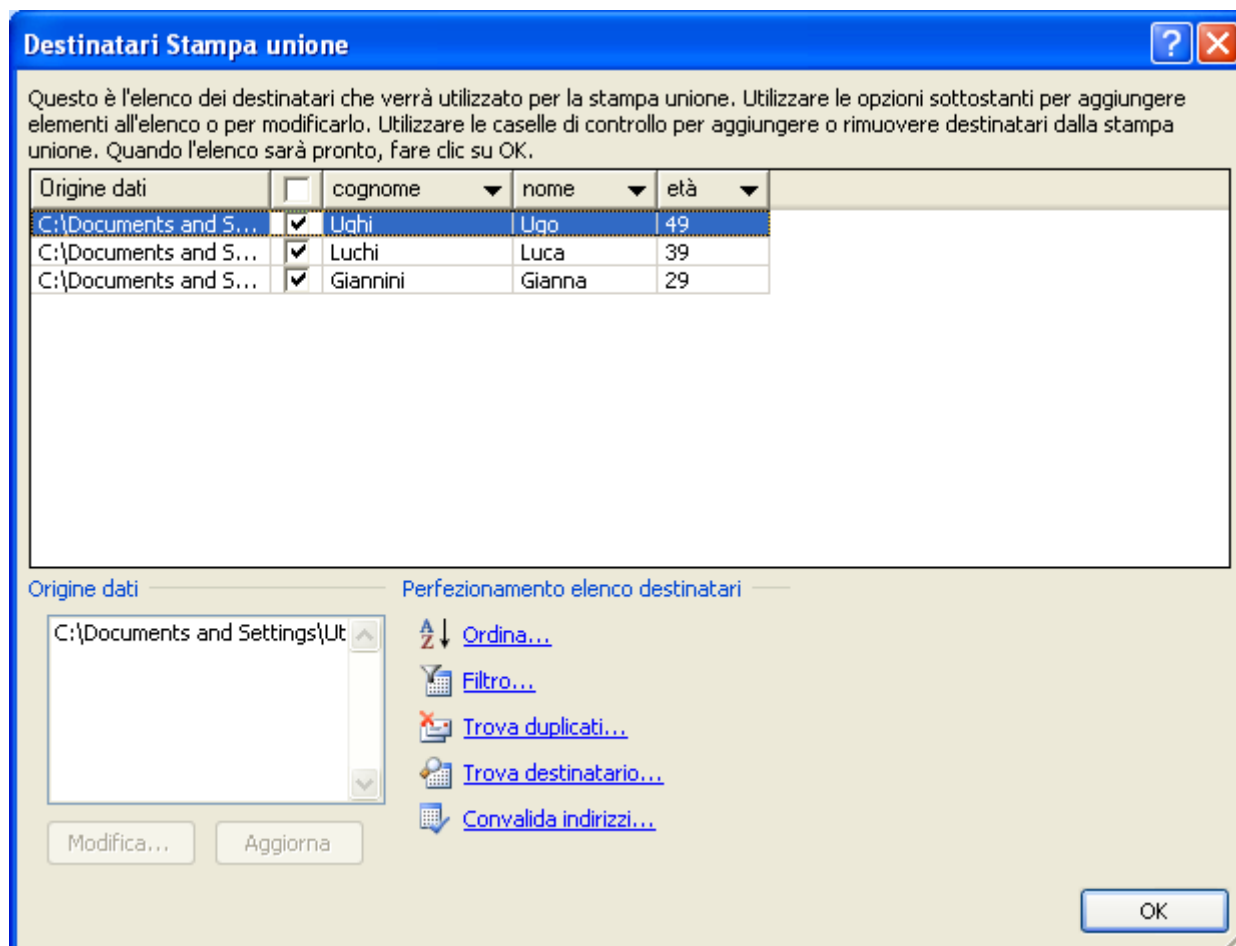 Destinatari Stampa unione
Questo è l'elenco dei destinatari che verrà utilizzato per la stampa unione. Utilizzare le opzioni sottostanti per aggiungere
elementi all'elenco o per modificarlo. Utilizzare le caselle di controllo per aggiungere o rimuovere destinatari dalla stampa
unione. Quando l'elenco sarà pronto, fare clic su OK.
Origine dati cognome nome età
C:\Documents and S... Ughi Ugo 49
C:\Documents and S... Luchi Luca 39
C:\Documents and S... Giannini Gianna 29
Origine dati Perfezionamento elenco destinatari
C:\Documents and Settings\Ut
Ordina...
Filtro...
Trova duplicati...
Trova destinatario...
Convalida indirizzi...
Modifica... Aggiorna
OK